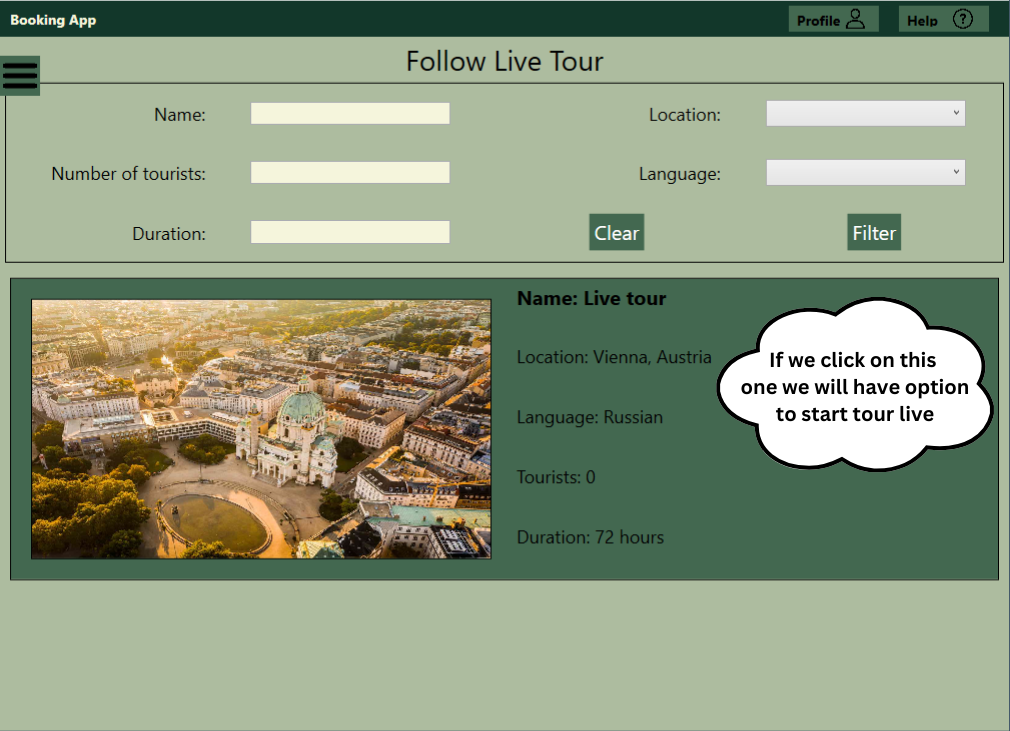 Booking App
Profile
Help
Follow Live Tour
Name:
Location:
Number of tourists:
Language:
Duration:
Clear
Filter
Name: Live tour
Location: Vienna, Austria
Language: Russian
Tourists: 0
Duration: 72 hours
If we click on this
one we will have option
to start tour live